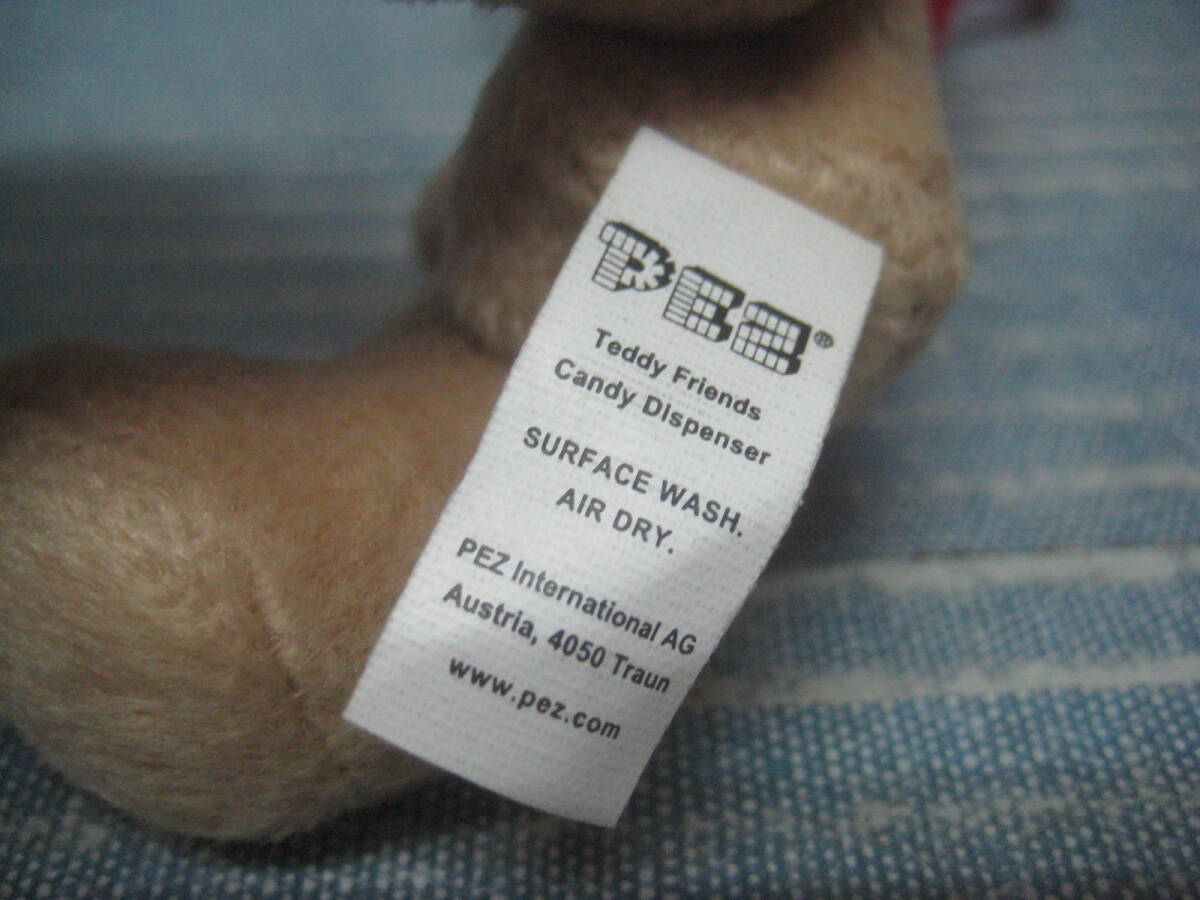 PEZ®
Teddy Friends
Candy Dispenser
SURFACE WASH.
AIR DRY.
PEZ International AG
Austria, 4050 Traun
www.pez.com